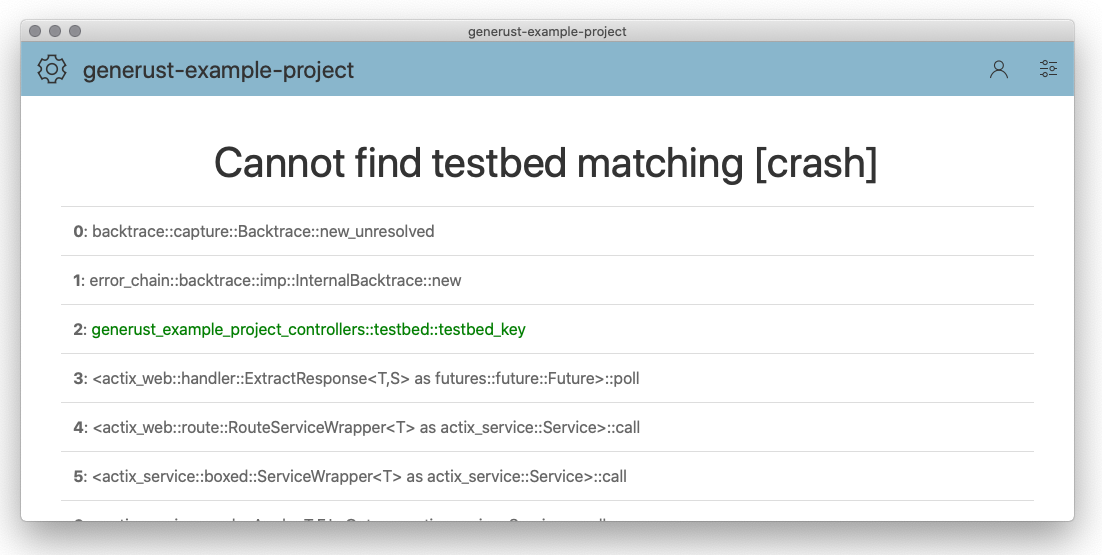 generust-example-project
generust-example-project
Cannot find testbed matching [crash]
0: backtrace::capture::Backtrace::new_unresolved
1: error_chain::backtrace::imp::InternalBacktrace::new
2: generust_example_project_controllers::testbed::testbed_key
3: <actix_web::handler::ExtractResponse<T,S> as futures::future::Future>::poll
4: <actix_web::route::RouteServiceWrapper<T> as actix_service::Service>::call
5: <actix_service::boxed::ServiceWrapper<T> as actix_service::Service>::call